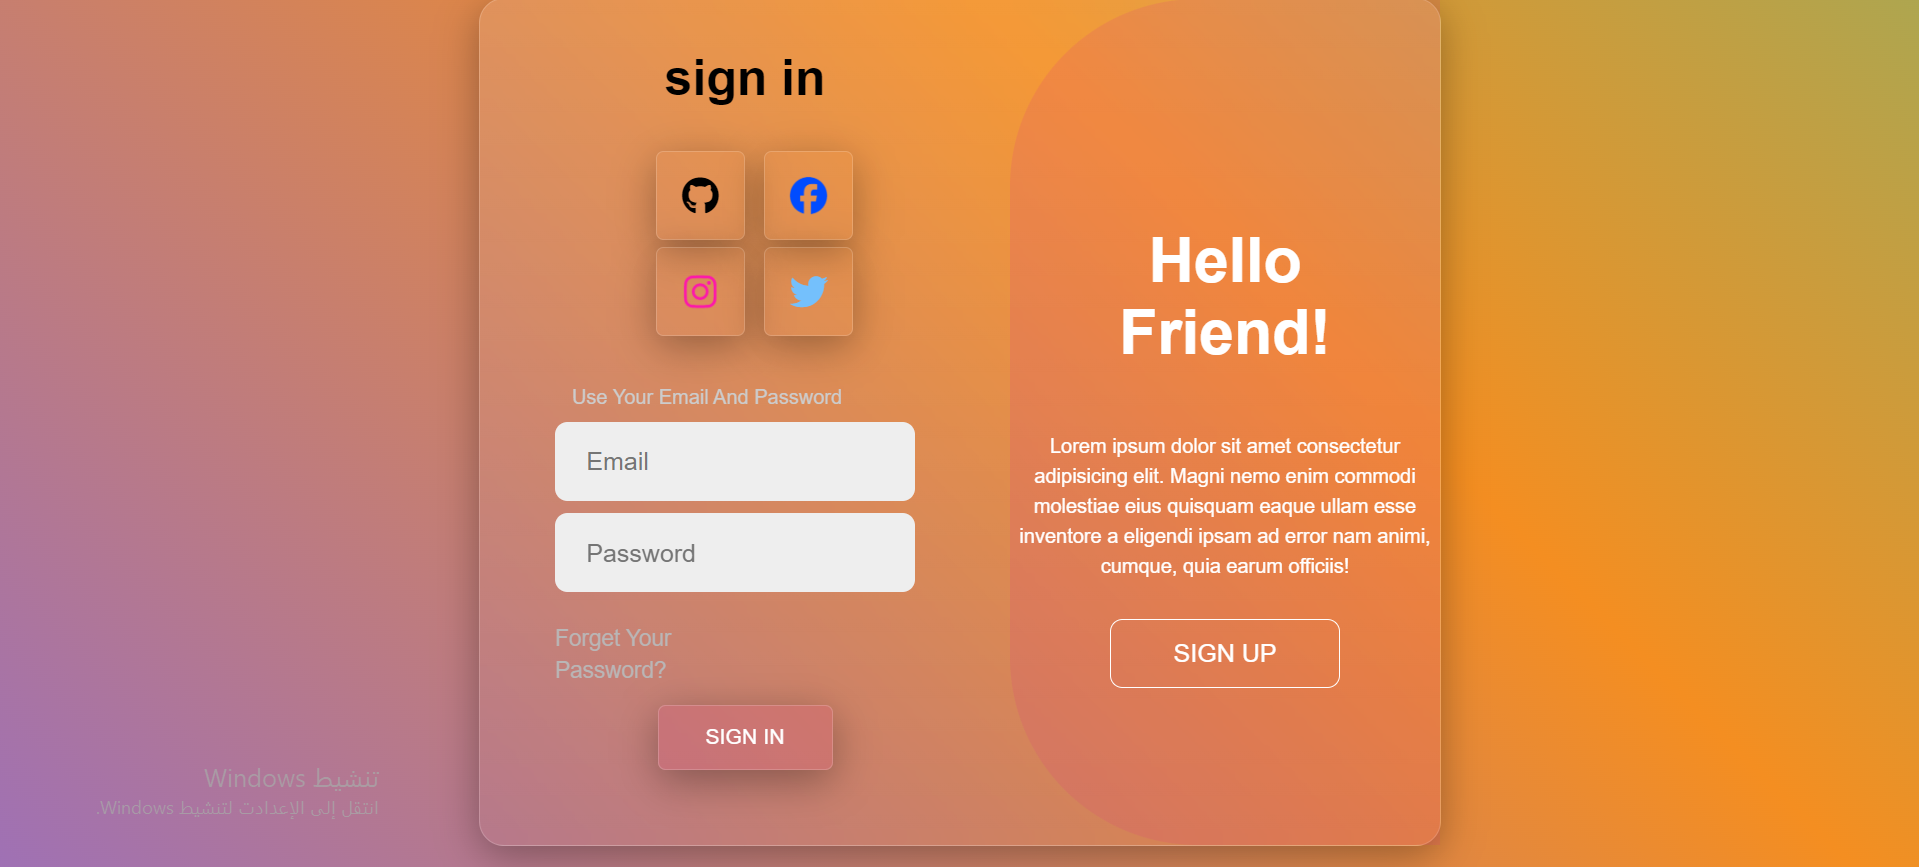 sign in
Use Your Email And Password
Email
Password
Forget Your
Password?
SIGN IN
Hello
Friend!
Lorem ipsum dolor sit amet consectetur
adipisicing elit. Magni nemo enim commodi
molestiae eius quisquam eaque ullam esse
inventore a eligendi ipsam ad error nam animi,
cumque, quia earum officiis!
SIGN UP
تنشيط Windows
انتقل إلى الإعدادت لتنشيط Windows.